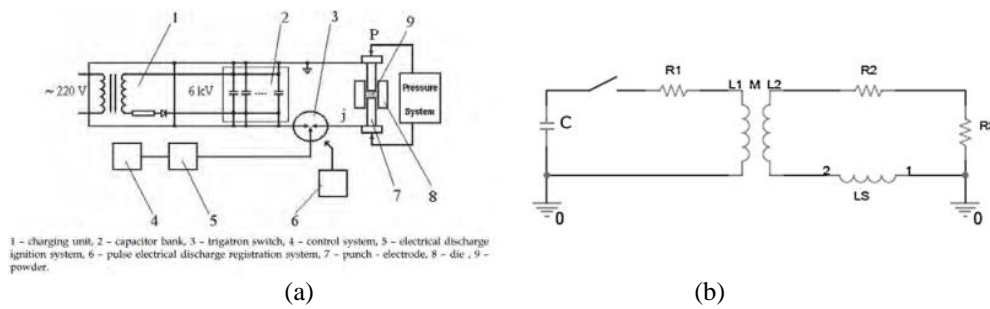 1 2 3 9
P
~ 220 V
6 kV
....
Pressure
System
j
4 5 6 7 8
1 – charging unit, 2 – capacitor bank, 3 – trigatron switch, 4 – control system, 5 – electrical discharge
ignition system, 6 – pulse electrical discharge registration system, 7 – punch - electrode, 8 – die , 9 –
powder.
(a)
R1
L1 M L2
R2
C
2
1
LS
0
0
(b)